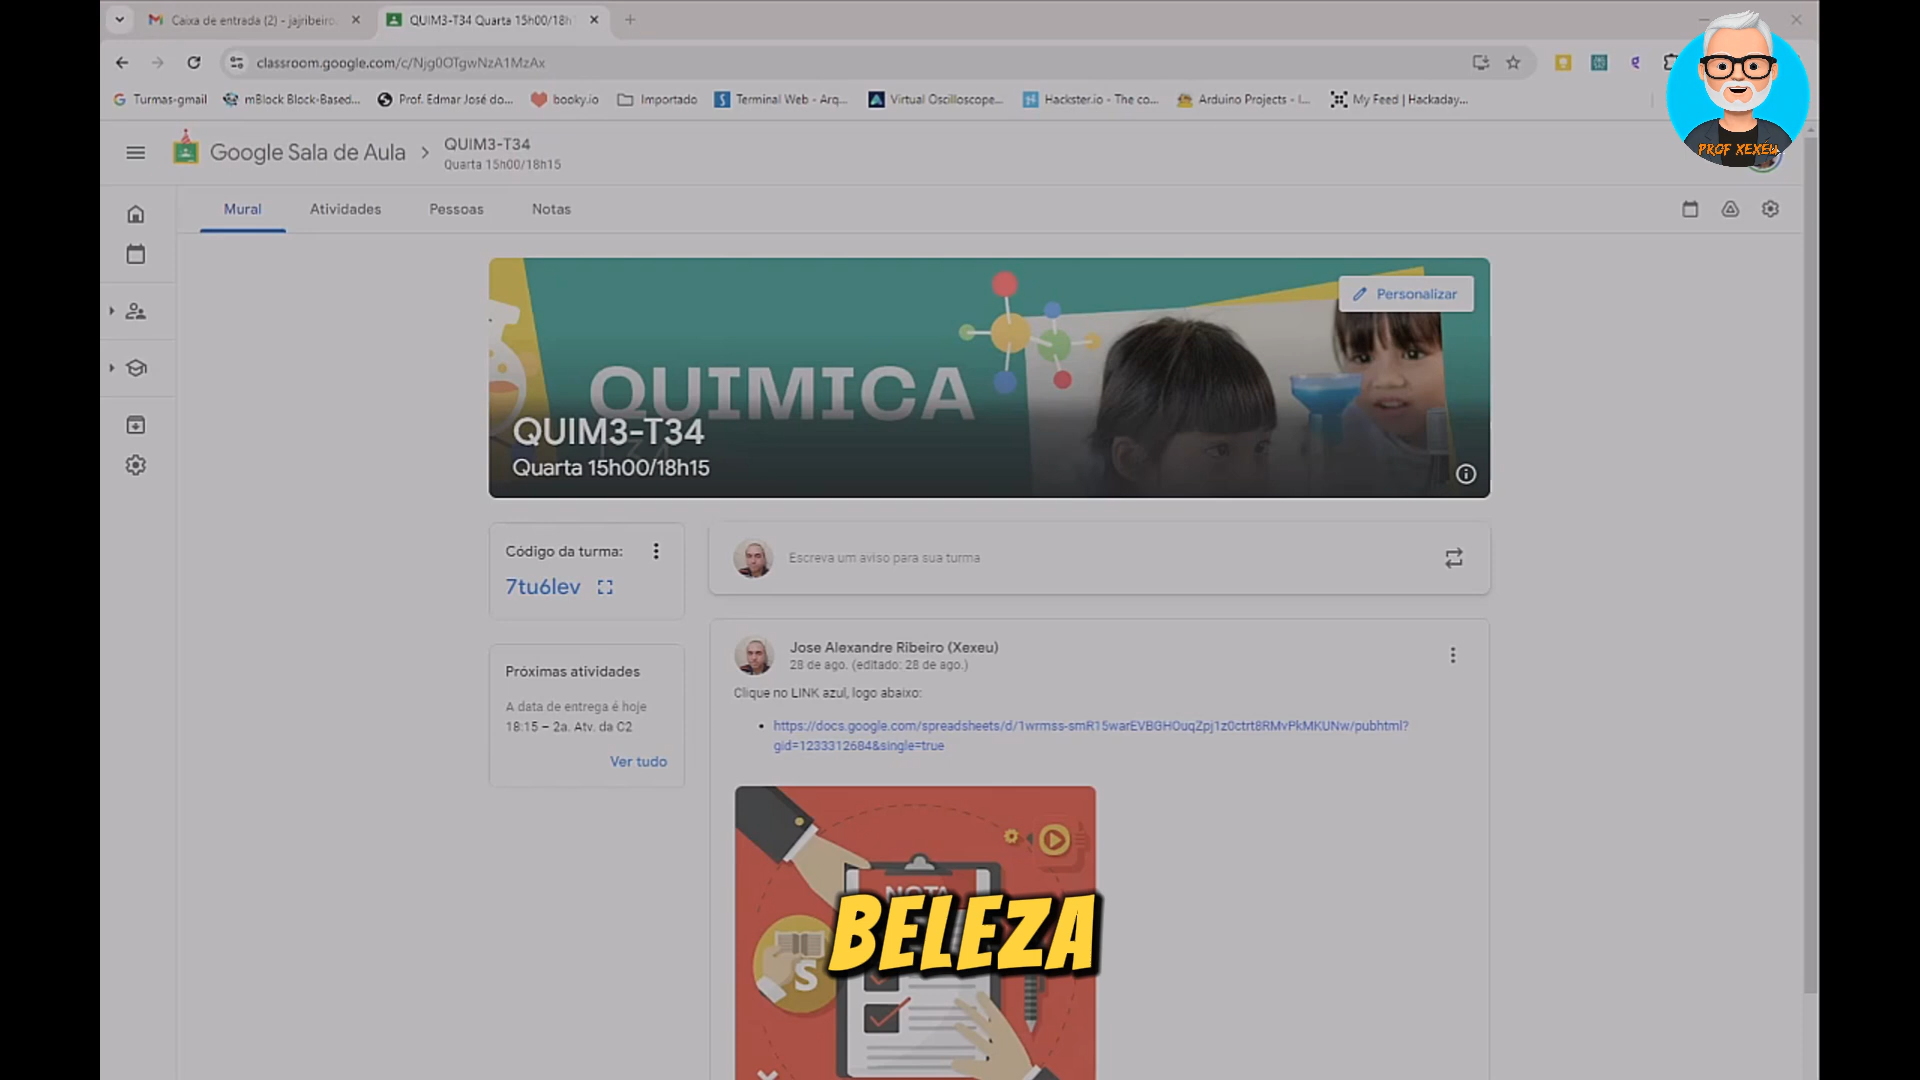 Caixa de entrada (2) - jajribeiro
QUIM3-T34 Quarta 15h00/18h
classroom.google.com/c/Njg0OTgwNzA1MzAx
Turmas-gmail
mBlock Block-Based...
Prof. Edmar José do...
booky.io
Importado
Terminal Web - Arq...
Virtual Oscilloscope...
Hackster.io - The co...
Arduino Projects - I...
My Feed | Hackaday...
PROF XEXEU
Google Sala de Aula
QUIM3-T34
Quarta 15h00/18h15
Mural
Atividades
Pessoas
Notas
Personalizar
QUIMICA
QUIM3-T34
Quarta 15h00/18h15
Código da turma:
7tu6lev
Escreva um aviso para sua turma
Próximas atividades
A data de entrega é hoje
18:15 – 2a. Atv. da C2
Ver tudo
Jose Alexandre Ribeiro (Xexeu)
28 de ago. (editado: 28 de ago.)
Clique no LINK azul, logo abaixo:
https://docs.google.com/spreadsheets/d/1wrmss-smR15warEVBGHOuqZpj1z0ctrt8RMvPkMKUNw/pubhtml?
gid=1233312684&single=true
NOTA
S
BELEZA